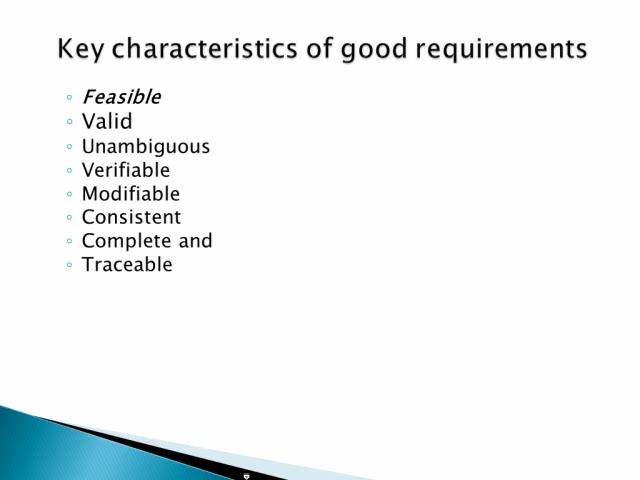 Key characteristics of good requirements
Feasible
Valid
Unambiguous
Verifiable
Modifiable
Consistent
Complete and
Traceable